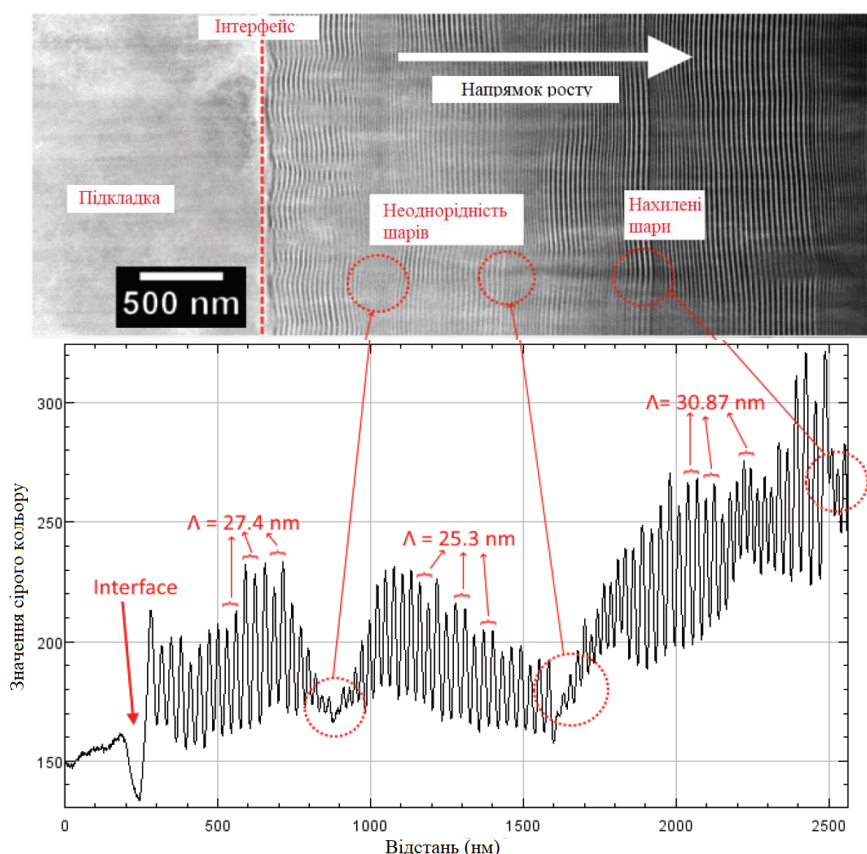 Інтерфейс
Напрямок росту
Підкладка
Неоднорідність
шарів
Нахилені
шари
500 nm
Значення сірого кольору
300
250
200
150
Λ= 30.87 nm
Λ = 27.4 nm
Λ = 25.3 nm
Interface
0
500
1000
1500
2000
2500
Відстань (нм)